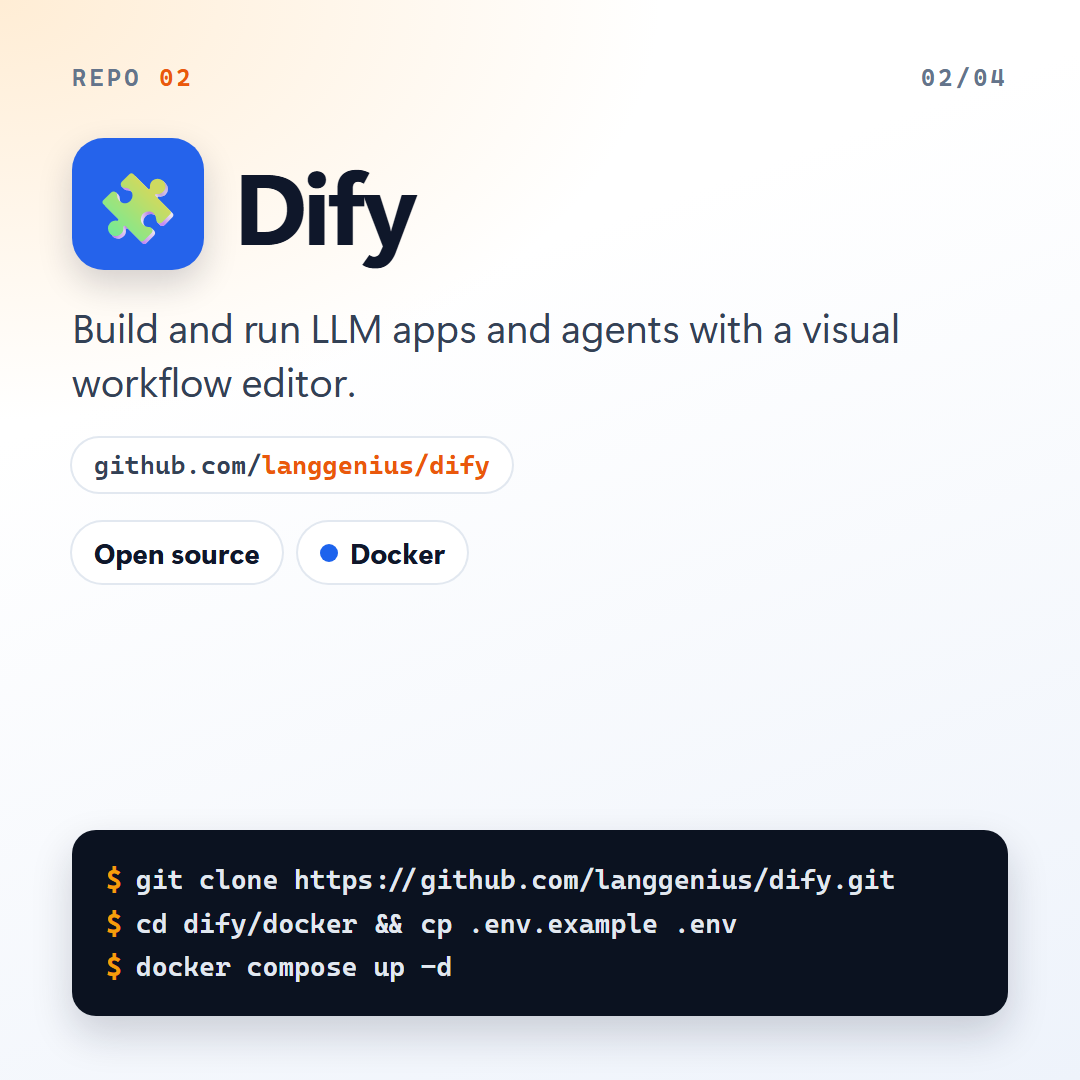 REPO 02
02/04
Dify
Build and run LLM apps and agents with a visual
workflow editor.
github.com/langgenius/dify
Open source
Docker
$ git clone https://github.com/langgenius/dify.git
$ cd dify/docker && cp .env.example .env
$ docker compose up -d